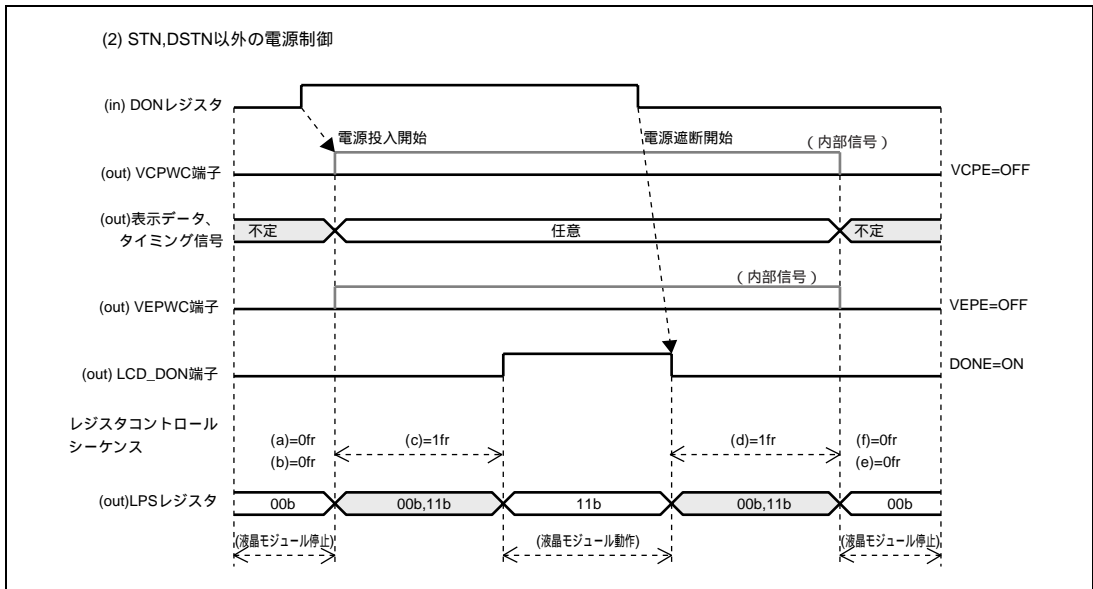 (2) STN,DSTN以外の電源制御
(in) DONレジスタ
電源投入開始
電源遮断開始
（内部信号）
(out) VCPWC端子
VCPE=OFF
(out)表示データ、
タイミング信号
不定
任意
不定
（内部信号）
(out) VEPWC端子
VEPE=OFF
(out) LCD_DON端子
DONE=ON
レジスタコントロール
シーケンス
(a)=0fr
(b)=0fr
(c)=1fr
(d)=1fr
(f)=0fr
(e)=0fr
(out)LPSレジスタ
00b
00b,11b
11b
00b,11b
00b
(液晶モジュール停止)
(液晶モジュール動作)
(液晶モジュール停止)